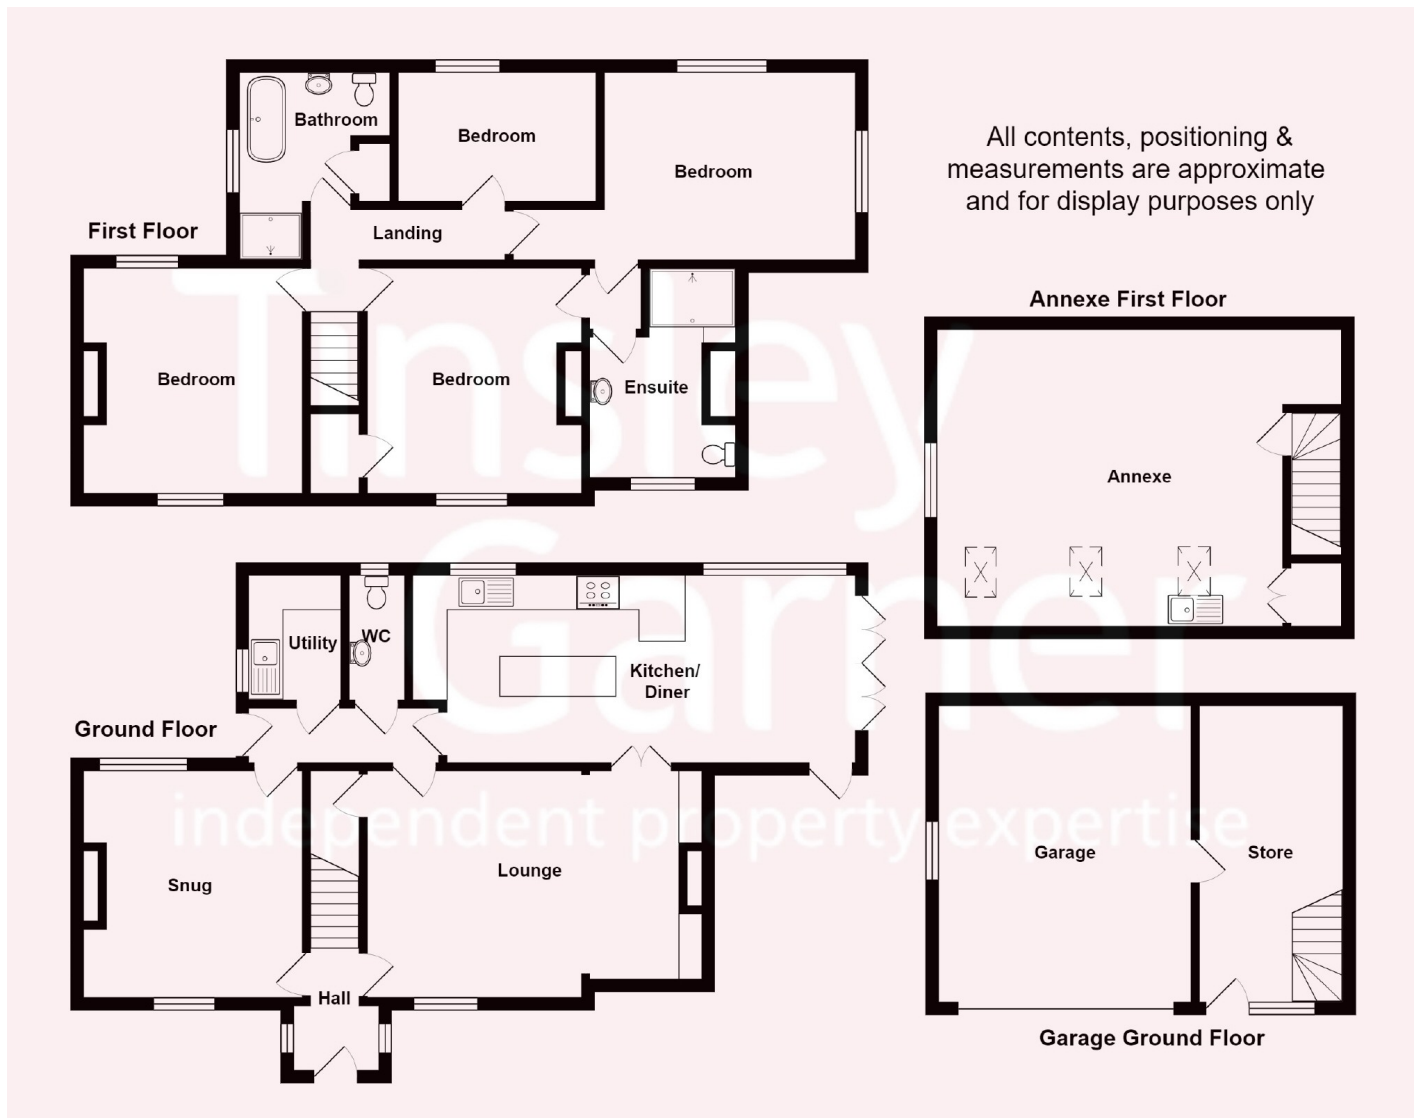 All contents, positioning &
measurements are approximate
and for display purposes only
First Floor
Bathroom
Bedroom
Bedroom
Landing
Bedroom
Bedroom
Ensuite
Annexe First Floor
Annexe
Ground Floor
Utility
WC
Kitchen/
Diner
Snug
Lounge
Hall
Garage
Store
Garage Ground Floor
Tinsley
Garner
independent property expertise